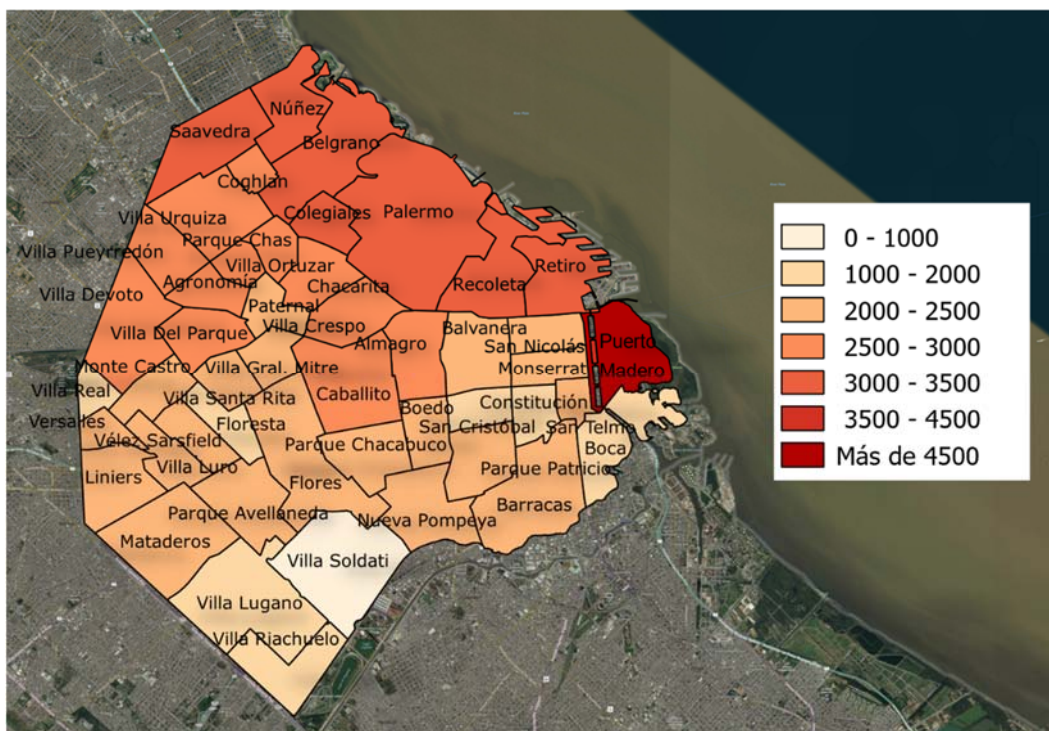 Núñez
Saavedra
Belgrano
Coghlan
Colegiales
Palermo
Villa Urquiza
Parque Chas
Villa Pueyrredón
Villa Ortuzar
Retiro
Agronomía
Chacarita
Recoleta
Villa Devoto
Paternal
Villa Crespo
Balvanera
Villa Del Parque
Almagro
San Nicolás
Puerto
Madero
Monte Castro
Villa Gral. Mitre
Monserrat
Villa Real
Villa Santa Rita
Caballito
Constitución
Boedo
Versalles
Floresta
San Cristóbal
San Telmo
Vélez Sarsfield
Parque Chacabuco
Boca
Villa Luro
Parque Patricios
Liniers
Flores
Barracas
Parque Avellaneda
Nueva Pompeya
Mataderos
Villa Soldati
Villa Lugano
Villa Riachuelo
0 - 1000
1000 - 2000
2000 - 2500
2500 - 3000
3000 - 3500
3500 - 4500
Más de 4500